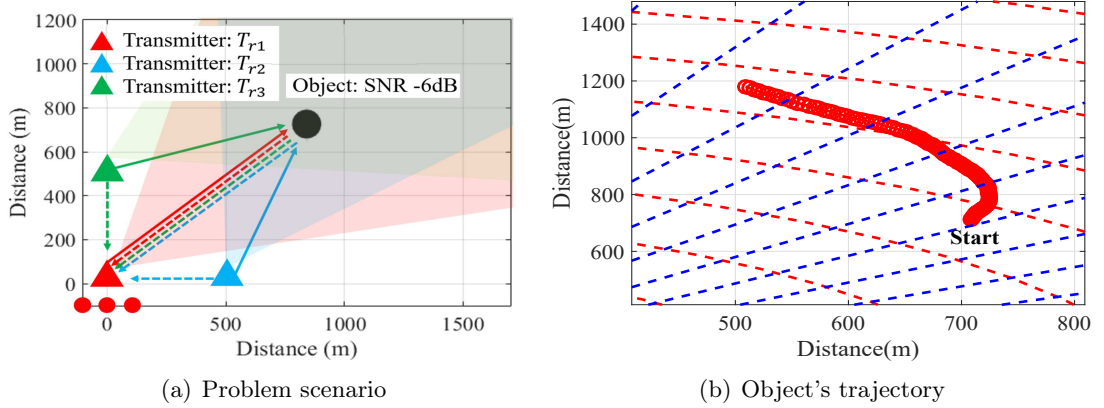 1200
1000
800
600
400
200
0
Distance (m)
Transmitter: Tr1
Transmitter: Tr2
Transmitter: Tr3
Object: SNR -6dB
0
500
1000
1500
Distance (m)
(a) Problem scenario
1400
1200
1000
800
600
Distance(m)
Start
500
600
700
800
Distance(m)
(b) Object's trajectory